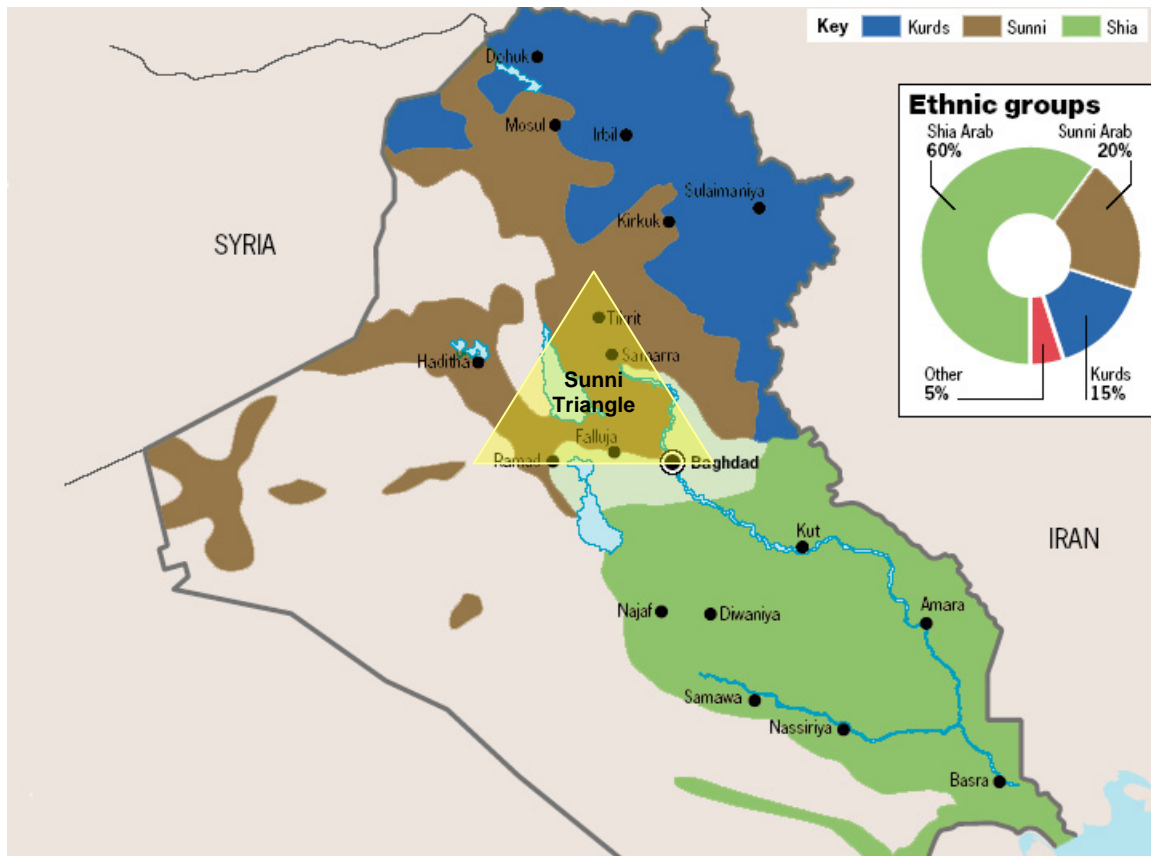 Key Kurds Sunni Shia
Ethnic groups
Shia Arab
60%
Sunni Arab
20%
Other
5%
Kurds
15%
Dohuk
Mosul
Irbil
Sulaimaniya
Kirkuk
SYRIA
Tikrit
Samarra
Haditha
Sunni
Triangle
Falluja
Ramad
Baghdad
Kut
IRAN
Najaf
Diwaniya
Amara
Samawa
Nassiriya
Basra